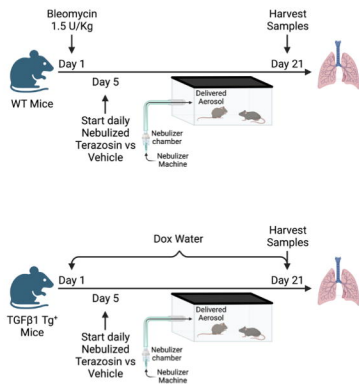 Bleomycin
1.5 U/Kg
Harvest
Samples
Day 1
Day 21
Day 5
WT Mice
Start daily
Nebulized
Terazosin vs
Vehicle
Delivered
Aerosol
Nebulizer
chamber
Nebulizer
Machine
Harvest
Samples
Dox Water
Day 1
Day 21
Day 5
TGFβ1 Tg⁺
Mice
Start daily
Nebulized
Terazosin vs
Vehicle
Delivered
Aerosol
Nebulizer
chamber
Nebulizer
Machine